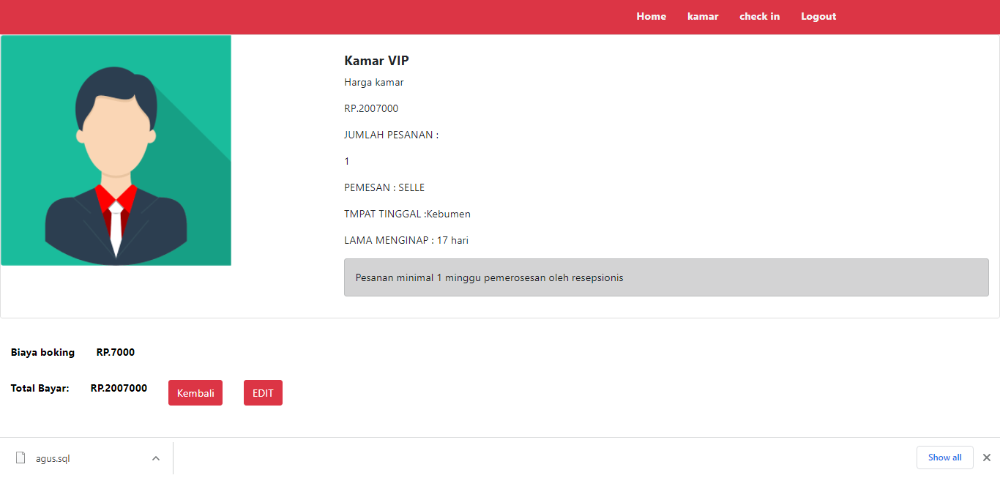 Home kamar check in Logout
Kamar VIP
Harga kamar
RP.2007000
JUMLAH PESANAN :
1
PEMESAN : SELLE
TMPAT TINGGAL :Kebumen
LAMA MENGINAP : 17 hari
Pesanan minimal 1 minggu pemerosesan oleh resepsionis
Biaya boking RP.7000
Total Bayar: RP.2007000 Kembali EDIT
agus.sql Show all